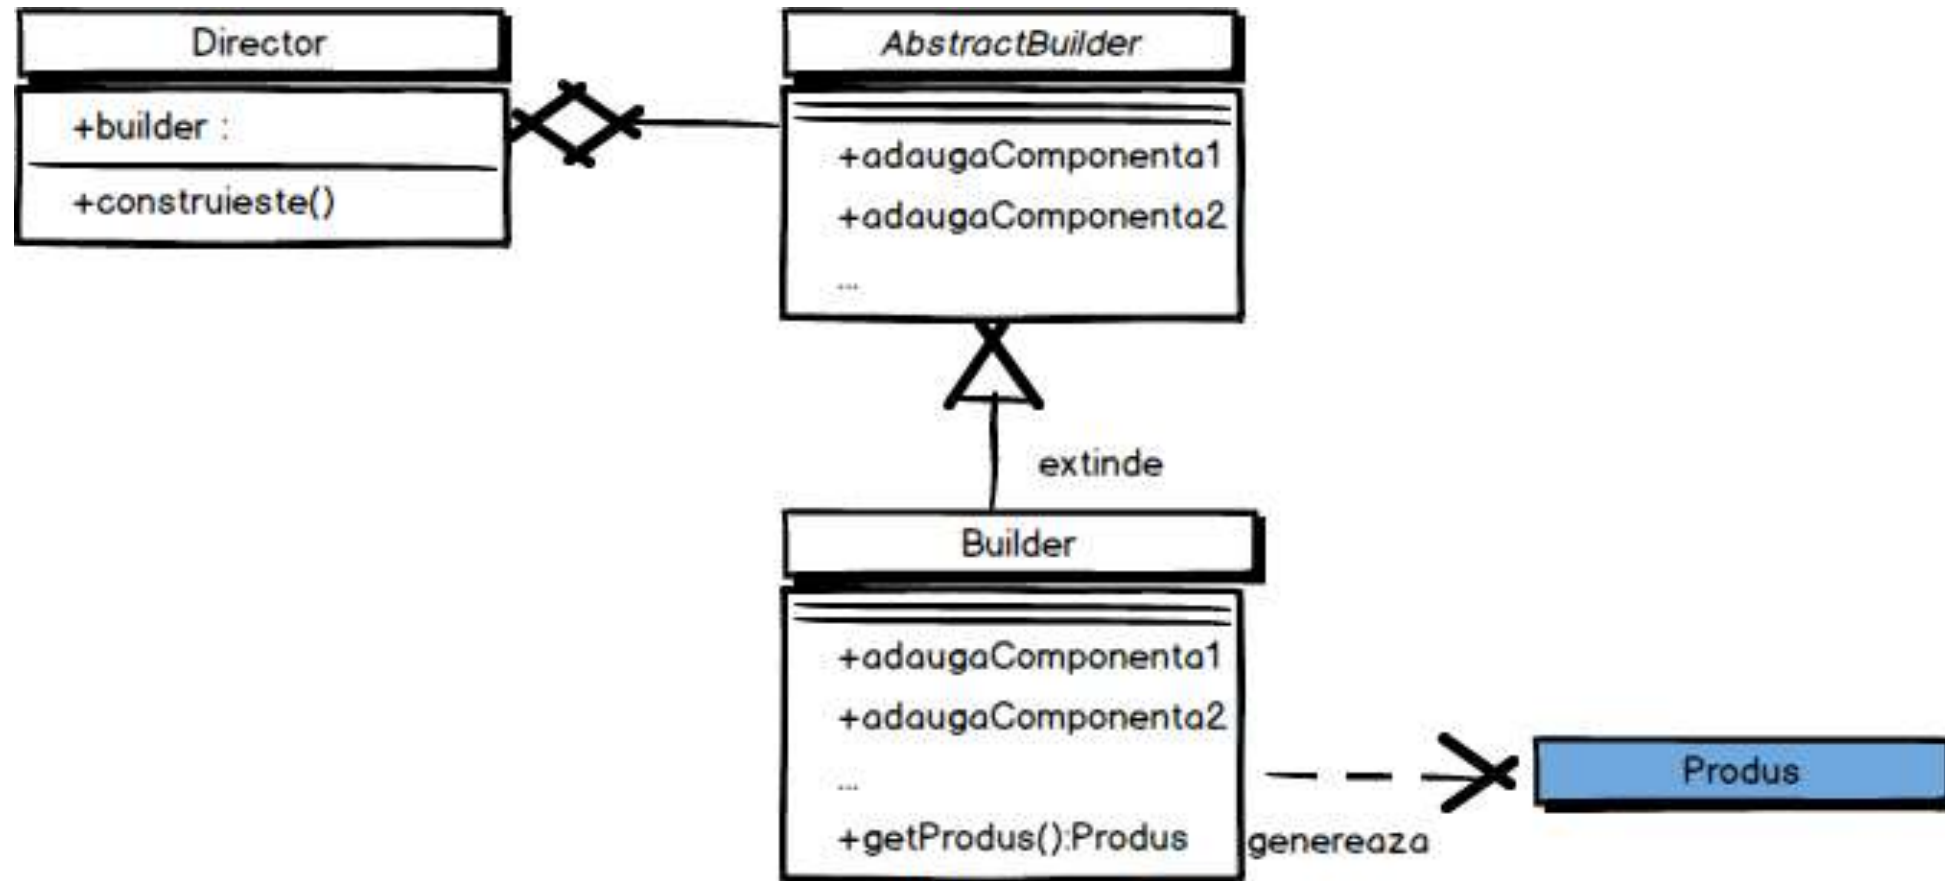 Director
+builder :
+construieste()
AbstractBuilder
+adaugaComponenta1
+adaugaComponenta2
...
extinde
Builder
+adaugaComponenta1
+adaugaComponenta2
...
+getProdus():Produs
genereaza
Produs